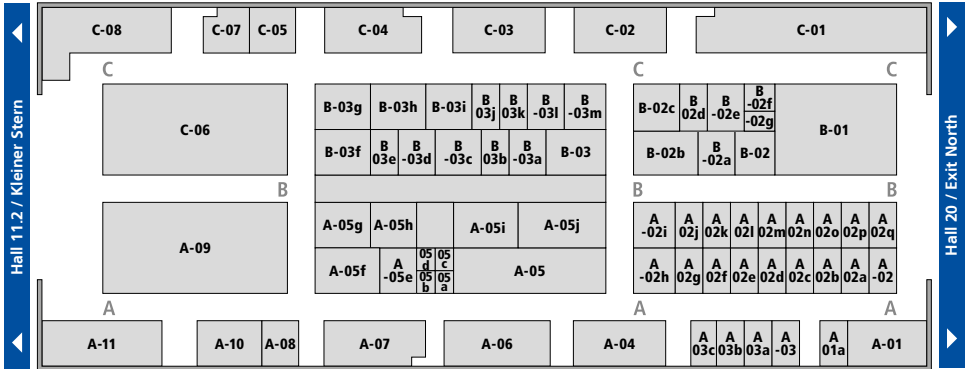 Hall 11.2 / Kleiner Stern
C-08
C-07
C-05
C-04
C-03
C-02
C-01
C
C
C
C-06
B-03g
B-03h
B-03i
B
03j
B
03k
B
-03l
B
-03m
B-02c
B
02d
B
-02e
B
-02f
-02g
B-01
B-03f
B
03e
B
-03d
B
-03c
B
03b
B
-03a
B-03
B-02b
B
-02a
B-02
B
B
B
A-09
A-05g
A-05h
A-05i
A-05j
A
-02i
A
02j
A
02k
A
02l
A
02m
A
02n
A
02o
A
02p
A
02q
A-05f
A
-05e
05
d
05
c
05
b
05
a
A-05
A
-02h
A
02g
A
02f
A
02e
A
02d
A
02c
A
02b
A
02a
A
-02
A
A
A
A-11
A-10
A-08
A-07
A-06
A-04
A
03c
A
03b
A
03a
A
-03
A
01a
A-01
Hall 20 / Exit North